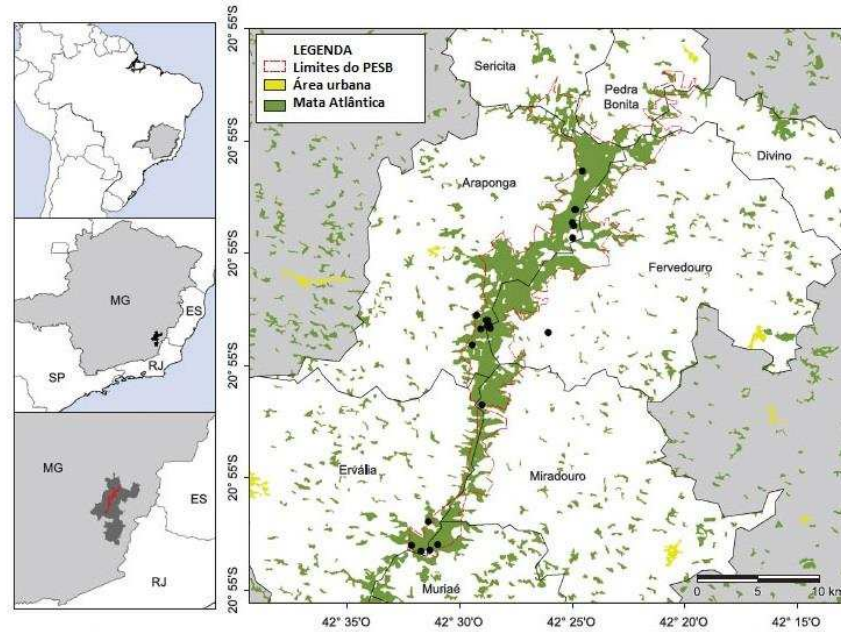 LEGENDA
Limites do PESB
Área urbana
Mata Atlântica
Sericita
Pedra
Bonita
Divino
Araponga
Fervedouro
Ervália
Miradouro
Muriaé
20° 55'S
20° 55'S
20° 55'S
20° 55'S
20° 55'S
20° 55'S
42° 35'O
42° 30'O
42° 25'O
42° 20'O
42° 15'O
0 5 10 km
MG
ES
SP
RJ
MG
ES
RJ